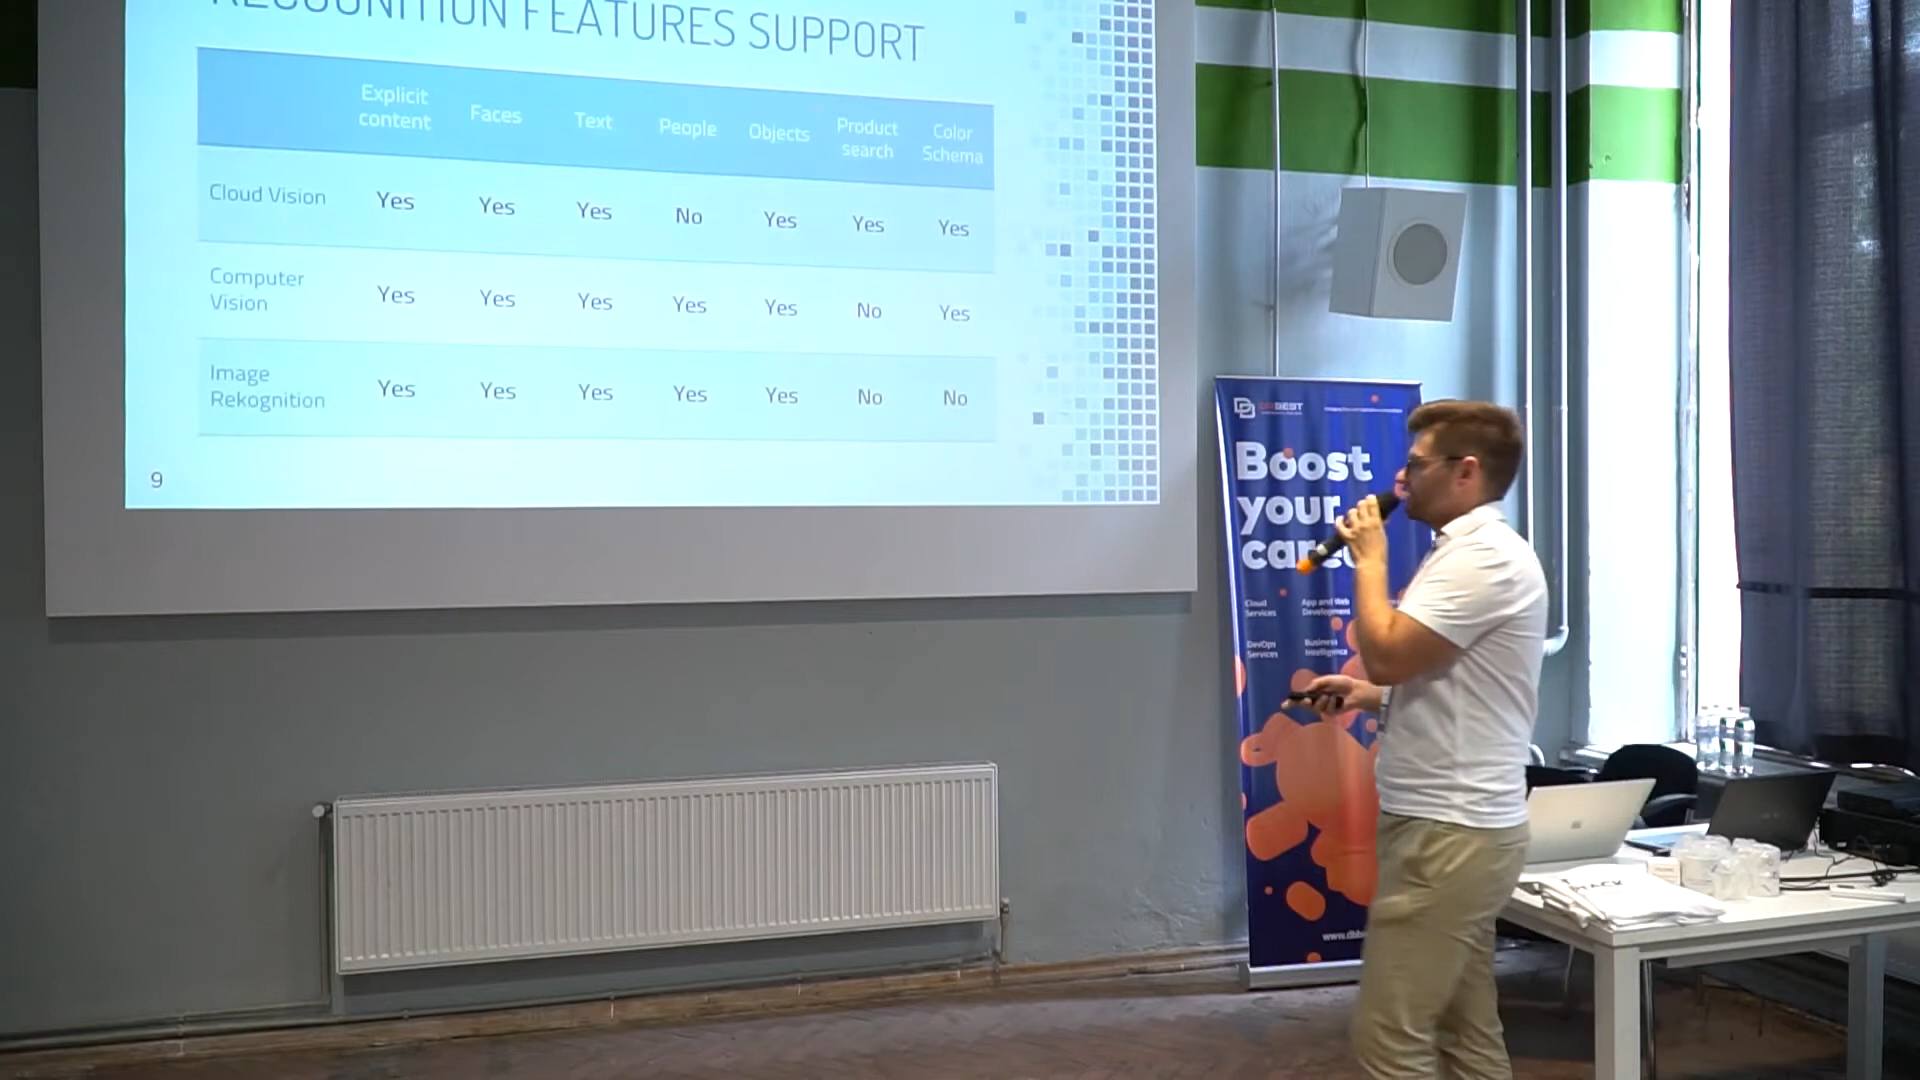 RECOGNITION FEATURES SUPPORT
Explicit content Faces Text People Objects Product search Color Schema
Cloud Vision Yes Yes Yes No Yes Yes Yes
Computer Vision Yes Yes Yes Yes Yes No Yes
Image Rekognition Yes Yes Yes Yes Yes No No
9
BEST
Boost
your
Cloud
Services
App and Web
Development
DevOps
Services
Business
Intelligence